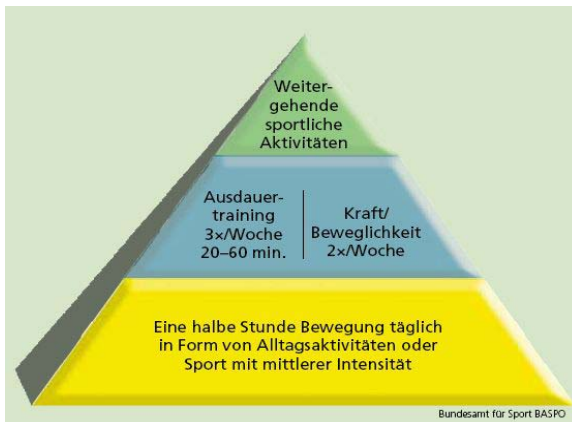 Weiter-
gehende
sportliche
Aktivitäten
Ausdauer-
training
3×/Woche
20–60 min.
Kraft/
Beweglichkeit
2×/Woche
Eine halbe Stunde Bewegung täglich
in Form von Alltagsaktivitäten oder
Sport mit mittlerer Intensität
Bundesamt für Sport BASPO